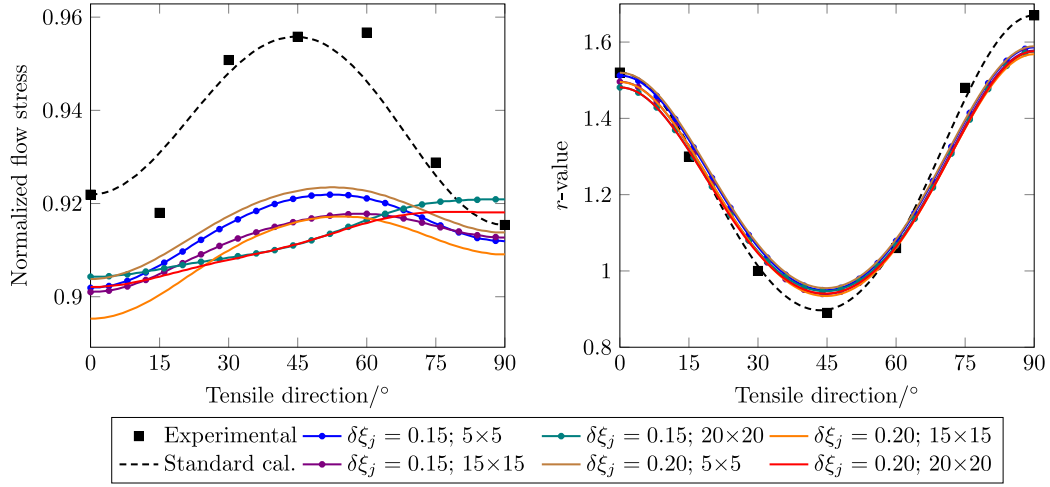 Normalized flow stress
0.96
0.94
0.92
0.9
0 15 30 45 60 75 90
Tensile direction/°
r-value
1.6
1.4
1.2
1
0.8
0 15 30 45 60 75 90
Tensile direction/°
Experimental δξj = 0.15; 5×5 δξj = 0.15; 20×20 δξj = 0.20; 15×15
Standard cal. δξj = 0.15; 15×15 δξj = 0.20; 5×5 δξj = 0.20; 20×20